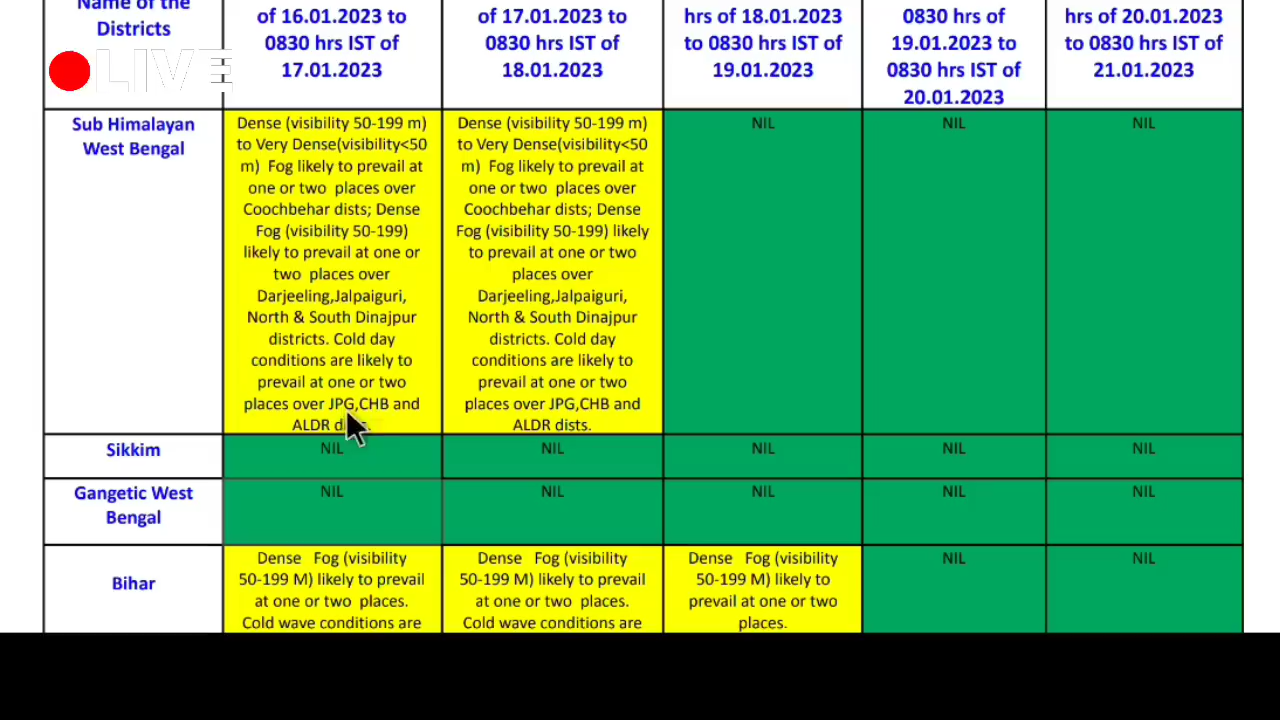 Name of the
Districts
of 16.01.2023 to
0830 hrs IST of
17.01.2023
of 17.01.2023 to
0830 hrs IST of
18.01.2023
hrs of 18.01.2023
to 0830 hrs IST of
19.01.2023
0830 hrs of
19.01.2023 to
0830 hrs IST of
20.01.2023
hrs of 20.01.2023
to 0830 hrs IST of
21.01.2023
LIVE
Sub Himalayan
West Bengal
Dense (visibility 50-199 m)
to Very Dense(visibility<50
m) Fog likely to prevail at
one or two places over
Coochbehar dists; Dense
Fog (visibility 50-199)
likely to prevail at one or
two places over
Darjeeling,Jalpaiguri,
North & South Dinajpur
districts. Cold day
conditions are likely to
prevail at one or two
places over JPG,CHB and
ALDR dists.
Dense (visibility 50-199 m)
to Very Dense(visibility<50
m) Fog likely to prevail at
one or two places over
Coochbehar dists; Dense
Fog (visibility 50-199) likely
to prevail at one or two
places over
Darjeeling,Jalpaiguri,
North & South Dinajpur
districts. Cold day
conditions are likely to
prevail at one or two
places over JPG,CHB and
ALDR dists.
NIL
NIL
NIL
Sikkim
NIL
NIL
NIL
NIL
NIL
Gangetic West
Bengal
NIL
NIL
NIL
NIL
NIL
Bihar
Dense Fog (visibility
50-199 M) likely to prevail
at one or two places.
Cold wave conditions are
Dense Fog (visibility
50-199 M) likely to prevail
at one or two places.
Cold wave conditions are
Dense Fog (visibility
50-199 M) likely to
prevail at one or two
places.
NIL
NIL